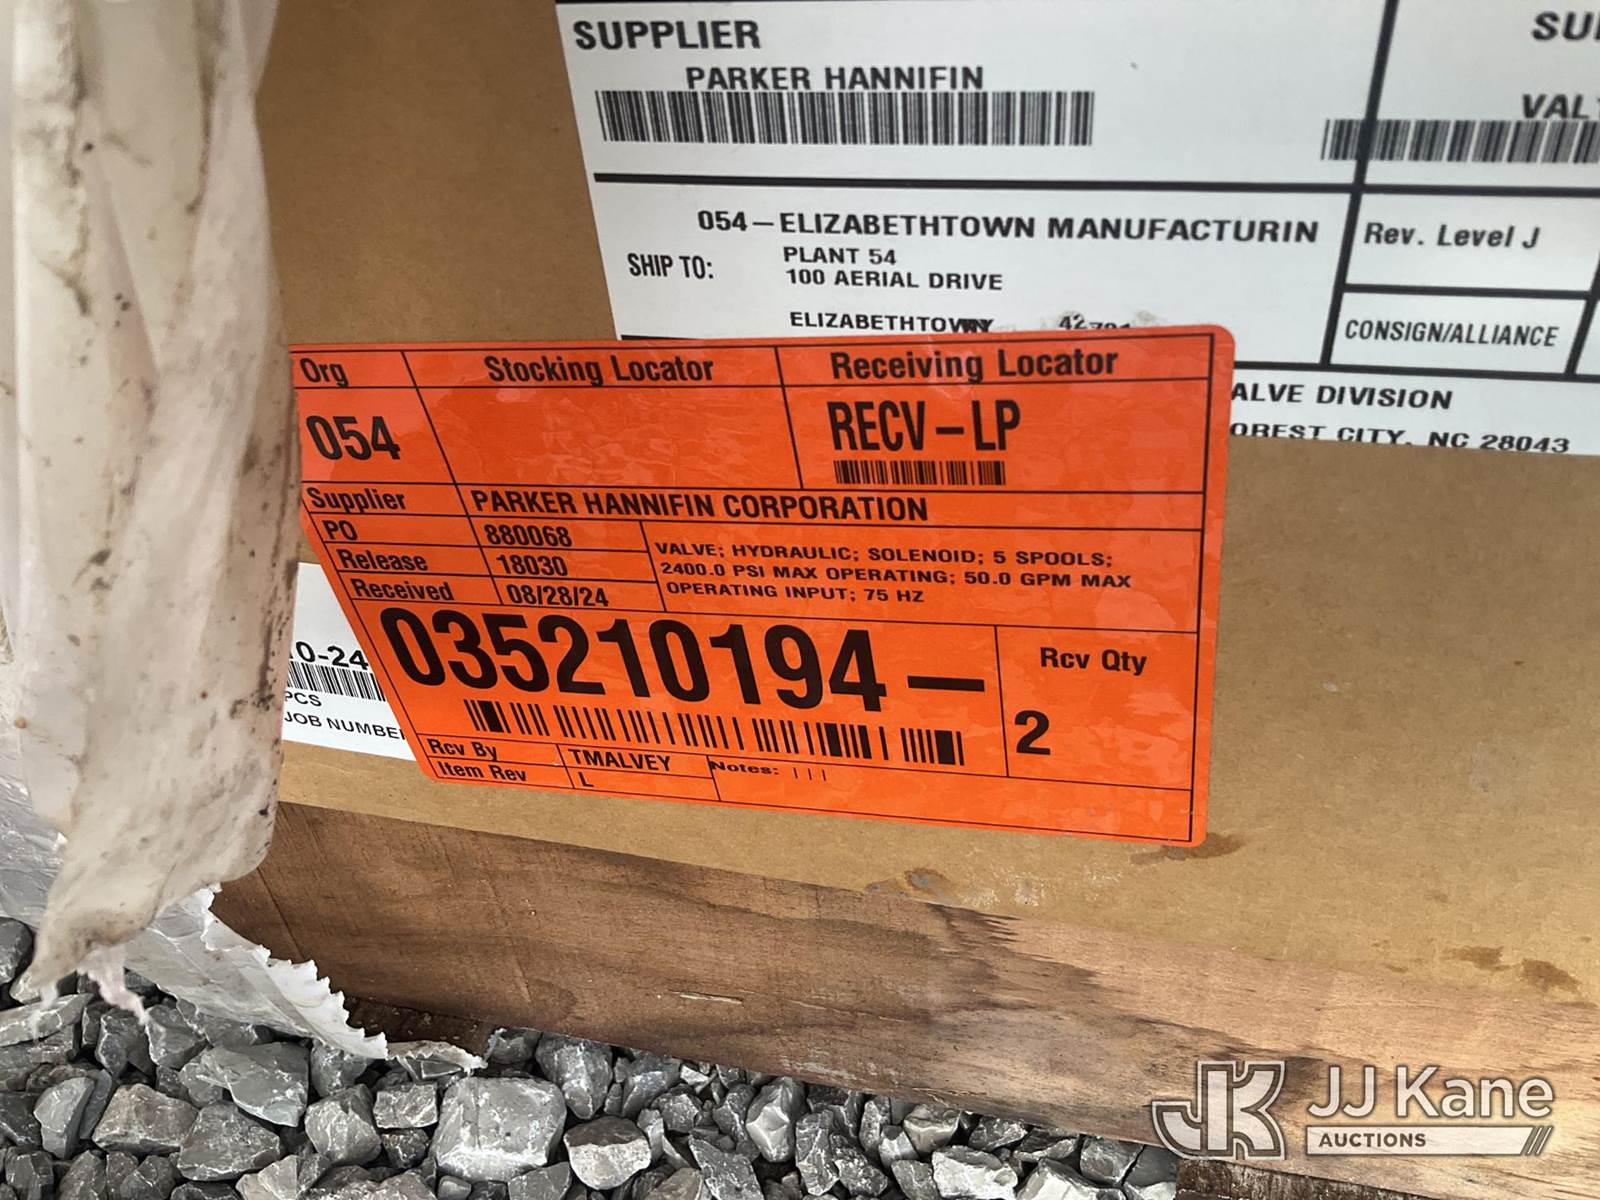 SUPPLIER
PARKER HANNIFIN
054-ELIZABETHTOWN MANUFACTURIN
SHIP TO:
PLANT 54
100 AERIAL DRIVE
ELIZABETHTOWN
Rev. Level J
CONSIGN/ALLIANCE
ALVE DIVISION
OREST CITY, NC 28043
Org
Stocking Locator
Receiving Locator
054
RECV-LP
Supplier
PARKER HANNIFIN CORPORATION
PO
880068
Release
18030
Received
08/28/24
VALVE; HYDRAULIC; SOLENOID; 5 SPOOLS;
2400.0 PSI MAX OPERATING; 50.0 GPM MAX
OPERATING INPUT; 75 HZ
035210194-
Rcv Qty
2
Rcv By
TMALVEY
Item Rev
L
Notes: | | |
0-24
PCS
JOB NUMBER
JK
JJ Kane
AUCTIONS